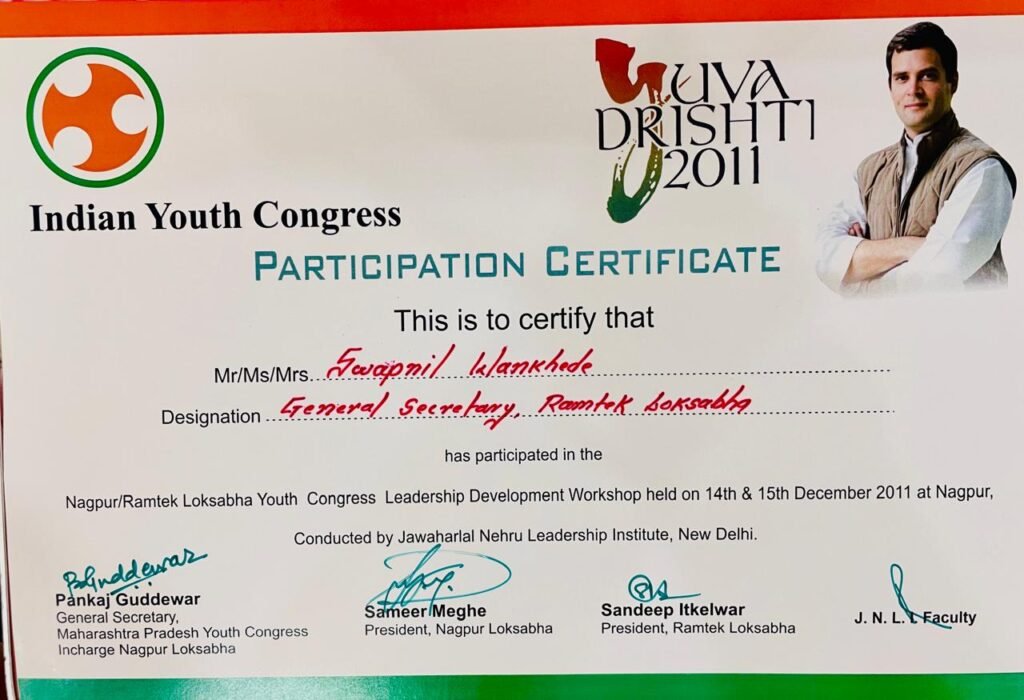 YUVA
DRISHTI
2011
Indian Youth Congress
PARTICIPATION CERTIFICATE
This is to certify that
Mr/Ms/Mrs. Swapnil Wankhede
Designation General Secretary, Ramtek Loksabha
has participated in the
Nagpur/Ramtek Loksabha Youth Congress Leadership Development Workshop held on 14th & 15th December 2011 at Nagpur,
Conducted by Jawaharlal Nehru Leadership Institute, New Delhi.
PGuddewar
Pankaj Guddewar
General Secretary,
Maharashtra Pradesh Youth Congress
Incharge Nagpur Loksabha
Sameer Meghe
President, Nagpur Loksabha
Sandeep Itkelwar
President, Ramtek Loksabha
J. N. L. I. Faculty